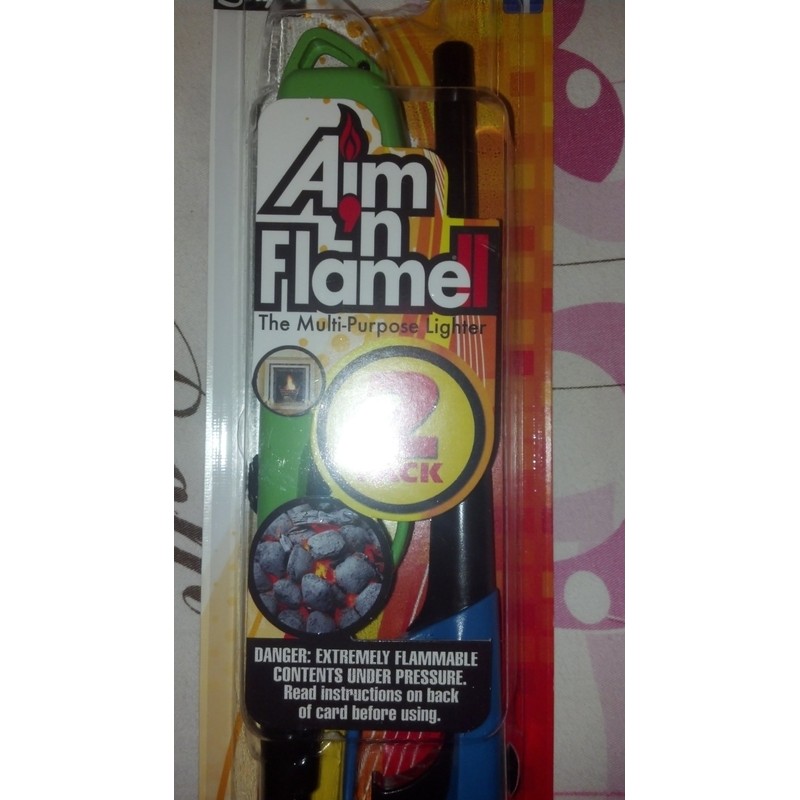 Aim
'n
Flame II
The Multi-Purpose Lighter
2
DANGER: EXTREMELY FLAMMABLE
CONTENTS UNDER PRESSURE.
Read instructions on back
of card before using.